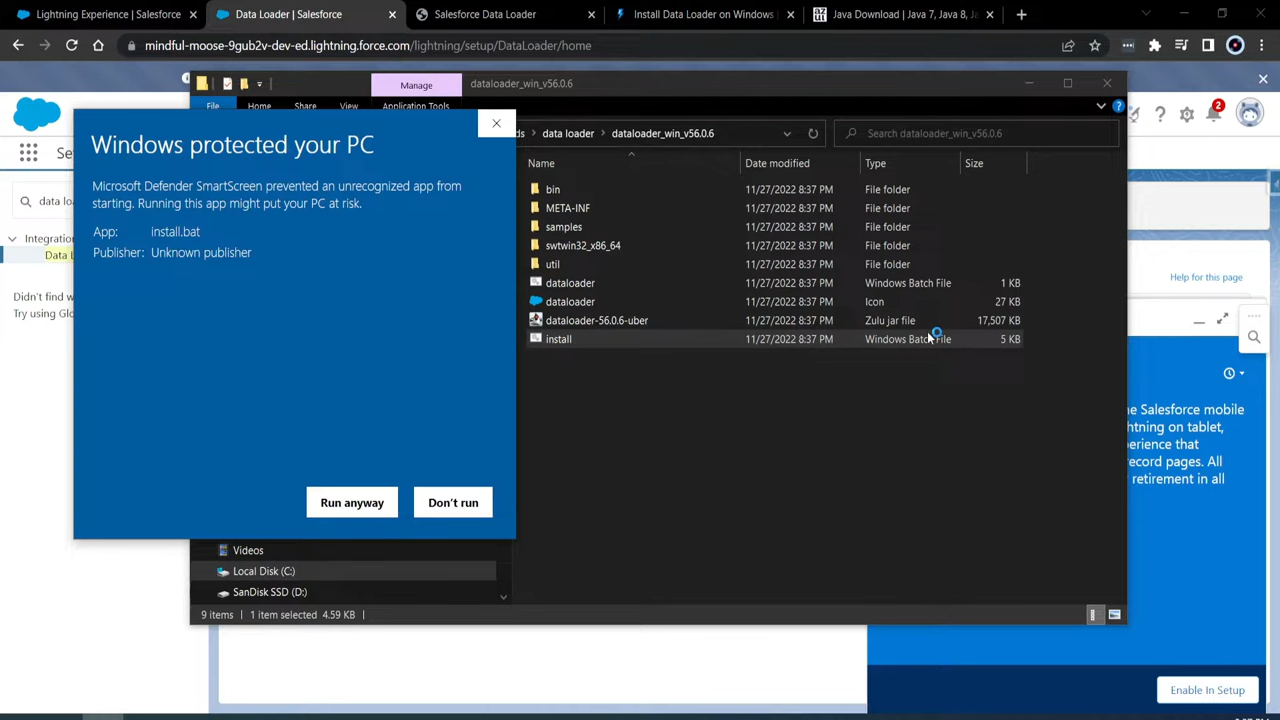 Lightning Experience | Salesforce
Data Loader | Salesforce
Salesforce Data Loader
Install Data Loader on Windows
Java Download | Java 7, Java 8,
mindful-moose-9gub2v-dev-ed.lightning.force.com/lightning/setup/DataLoader/home
Manage
dataloader_win_v56.0.6
File
Home
Share
View
Application Tools
2
Windows protected your PC
Microsoft Defender SmartScreen prevented an unrecognized app from
starting. Running this app might put your PC at risk.
App: install.bat
Publisher: Unknown publisher
Run anyway
Don't run
data loader
dataloader_win_v56.0.6
Search dataloader_win_v56.0.6
Name Date modified Type Size
bin 11/27/2022 8:37 PM File folder
META-INF 11/27/2022 8:37 PM File folder
samples 11/27/2022 8:37 PM File folder
swtwin32_x86_64 11/27/2022 8:37 PM File folder
util 11/27/2022 8:37 PM File folder
dataloader 11/27/2022 8:37 PM Windows Batch File 1 KB
dataloader 11/27/2022 8:37 PM Icon 27 KB
dataloader-56.0.6-uber 11/27/2022 8:37 PM Zulu jar file 17,507 KB
install 11/27/2022 8:37 PM Windows Batch File 5 KB
Videos
Local Disk (C:)
SanDisk SSD (D:)
9 items
1 item selected 4.59 KB
Se
data lo
Integration
Data L
Didn't find w
Try using Glo
Help for this page
he Salesforce mobile
htning on tablet,
xperience that
record pages. All
retirement in all
Enable In Setup